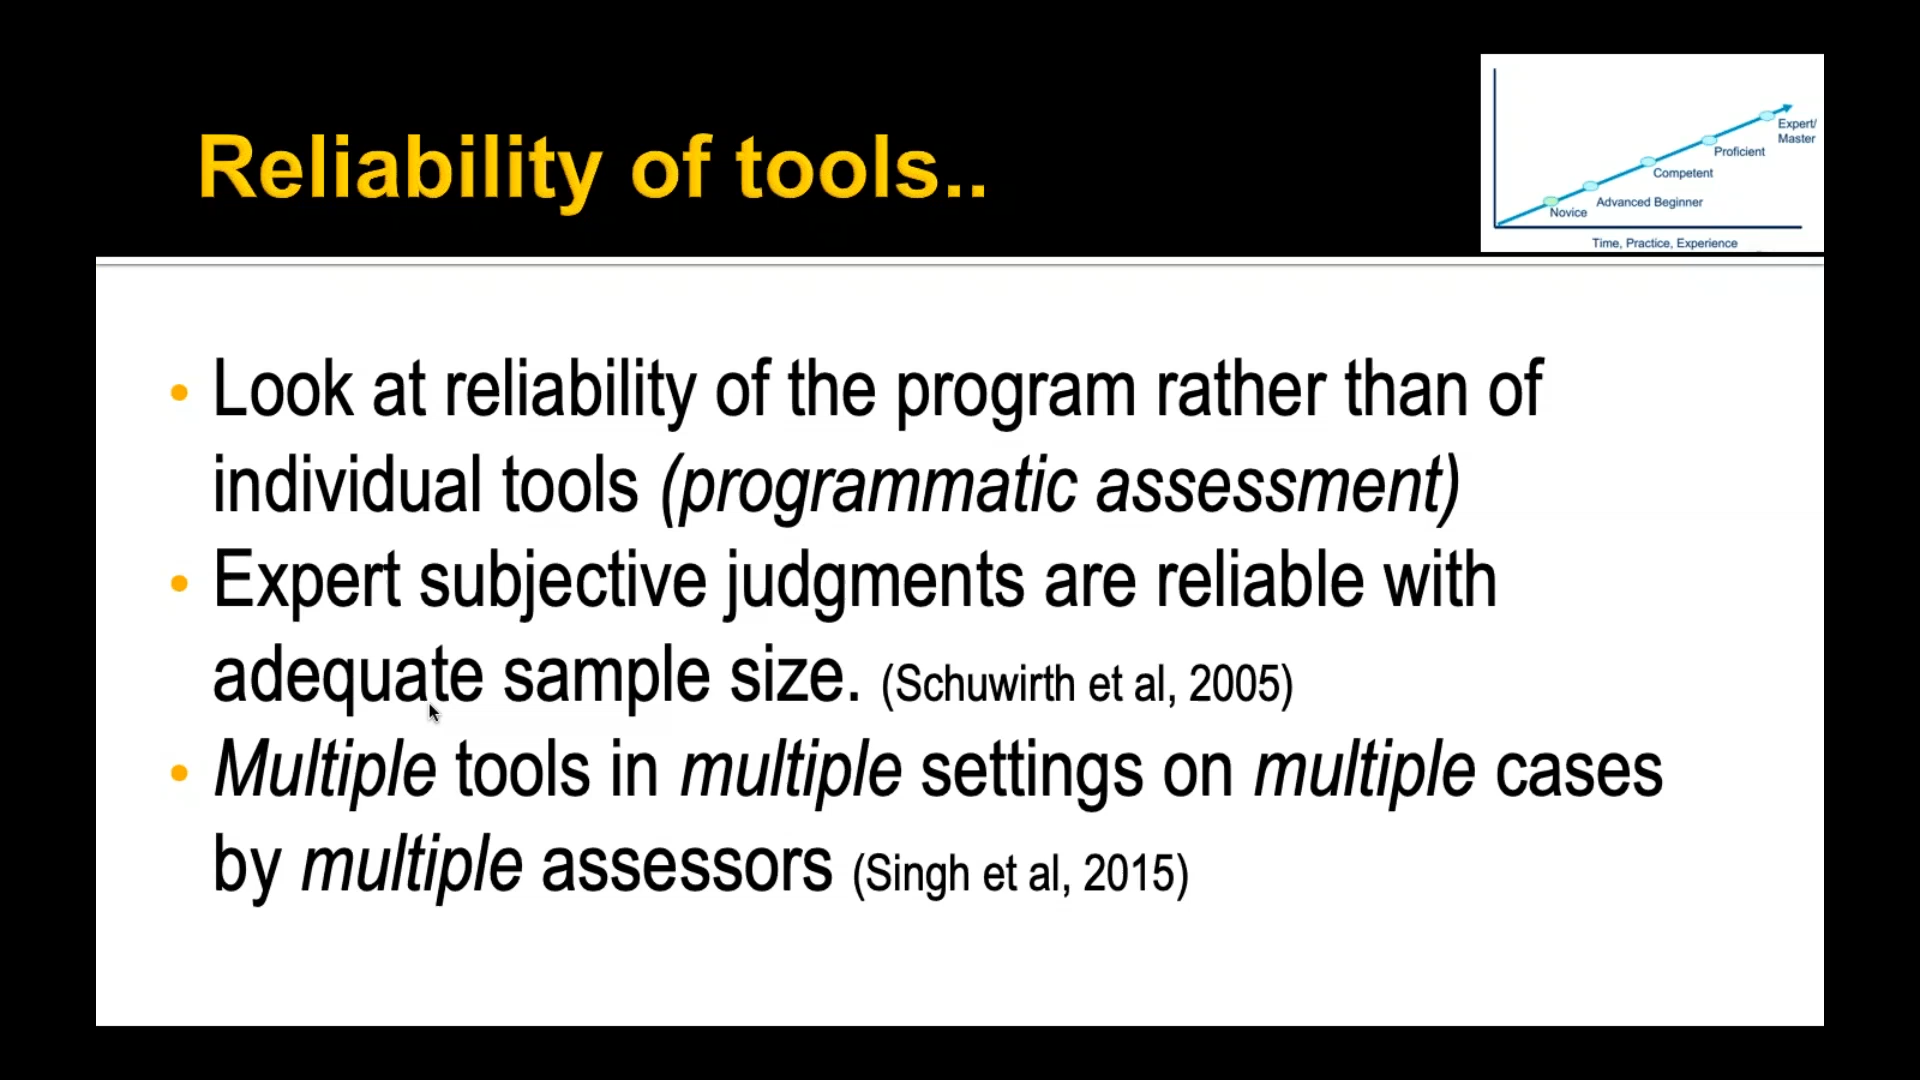 Reliability of tools..
Expert/
Master
Proficient
Competent
Advanced Beginner
Novice
Time, Practice, Experience
• Look at reliability of the program rather than of
individual tools (programmatic assessment)
• Expert subjective judgments are reliable with
adequate sample size. (Schuwirth et al, 2005)
• Multiple tools in multiple settings on multiple cases
by multiple assessors (Singh et al, 2015)